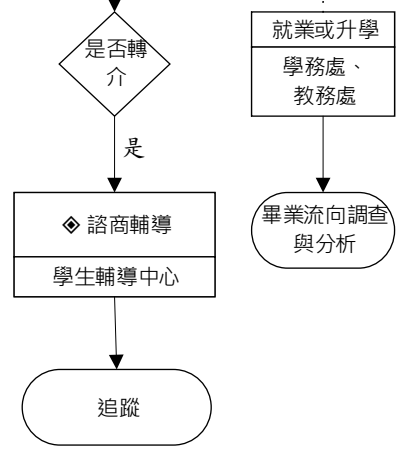 是否轉
介
是
◈ 諮商輔導
學生輔導中心
追蹤
就業或升學
學務處、
教務處
畢業流向調查
與分析